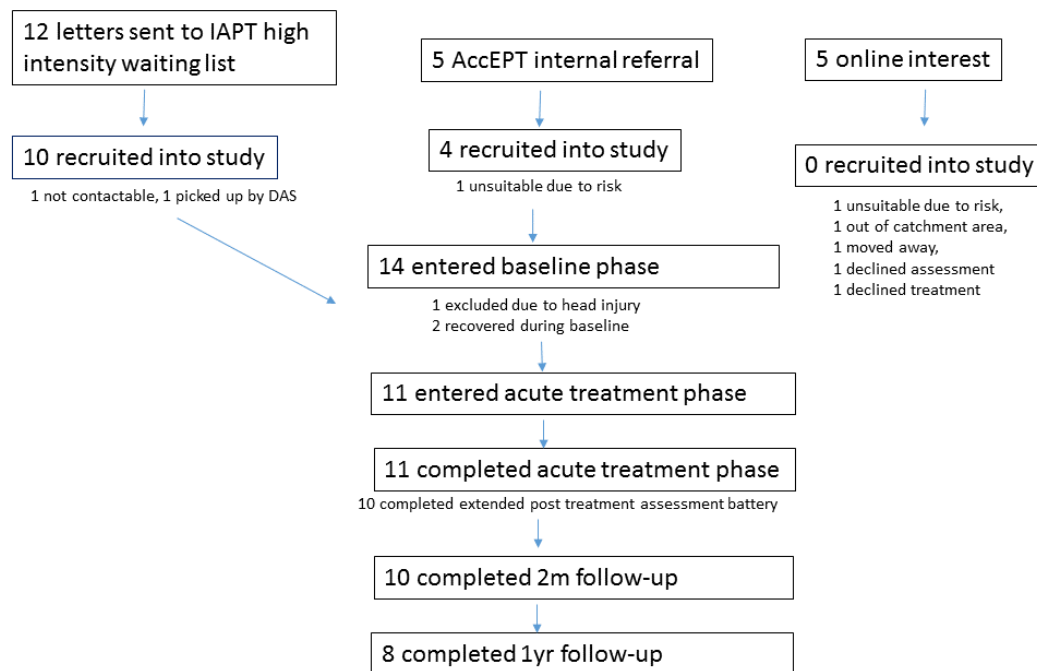 12 letters sent to IAPT high
intensity waiting list
5 AccEPT internal referral
5 online interest
10 recruited into study
1 not contactable, 1 picked up by DAS
4 recruited into study
1 unsuitable due to risk
0 recruited into study
1 unsuitable due to risk,
1 out of catchment area,
1 moved away,
1 declined assessment
1 declined treatment
14 entered baseline phase
1 excluded due to head injury
2 recovered during baseline
11 entered acute treatment phase
11 completed acute treatment phase
10 completed extended post treatment assessment battery
10 completed 2m follow-up
8 completed 1yr follow-up